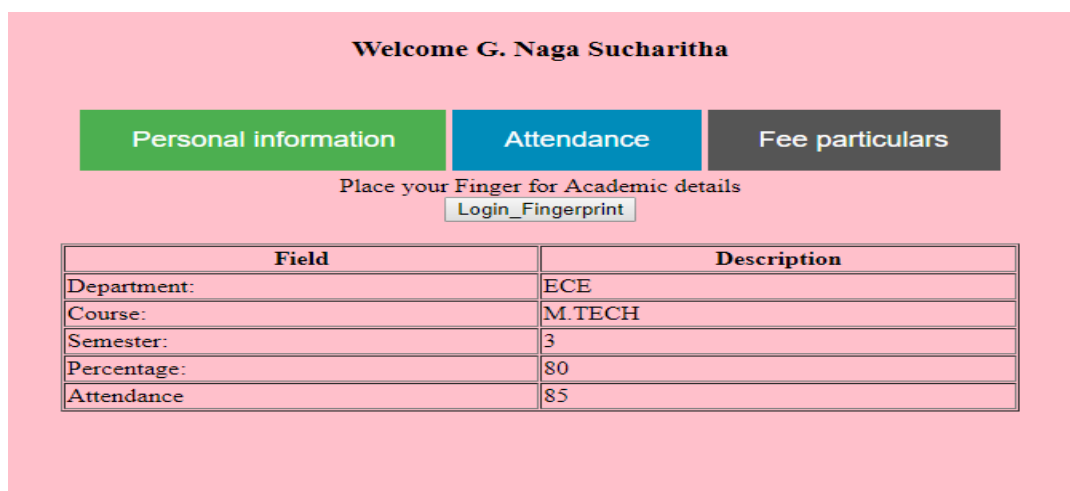 Welcome G. Naga Sucharitha
Personal information Attendance Fee particulars
Place your Finger for Academic details
Login_Fingerprint
Field Description
Department: ECE
Course: M.TECH
Semester: 3
Percentage: 80
Attendance 85